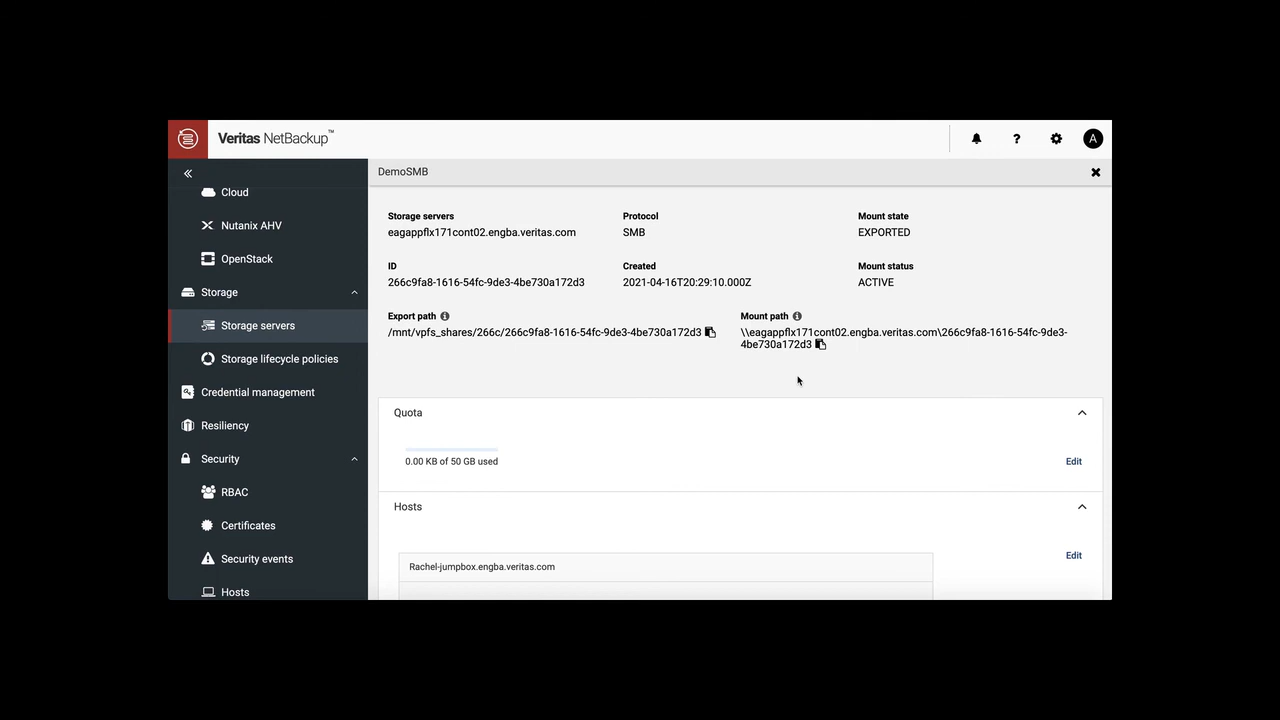 Veritas NetBackup™
A
Cloud
Nutanix AHV
OpenStack
Storage
Storage servers
Storage lifecycle policies
Credential management
Resiliency
Security
RBAC
Certificates
Security events
Hosts
DemoSMB
Storage servers
eagappflx171cont02.engba.veritas.com
Protocol
SMB
Mount state
EXPORTED
ID
266c9fa8-1616-54fc-9de3-4be730a172d3
Created
2021-04-16T20:29:10.000Z
Mount status
ACTIVE
Export path
/mnt/vpfs_shares/266c/266c9fa8-1616-54fc-9de3-4be730a172d3
Mount path
\\eagappflx171cont02.engba.veritas.com\266c9fa8-1616-54fc-9de3-
4be730a172d3
Quota
0.00 KB of 50 GB used
Edit
Hosts
Edit
Rachel-jumpbox.engba.veritas.com